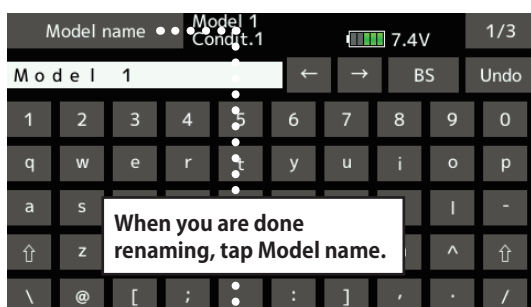 Model name
Model 1
Condit.1
7.4V
1/3
Model 1
← → BS Undo
1 2 3 4 5 6 7 8 9 0
q w e r t y u i o p
a s l -
⇧ z ^ ⇧
\ @ [ ; : ] , . /
When you are done
renaming, tap Model name.